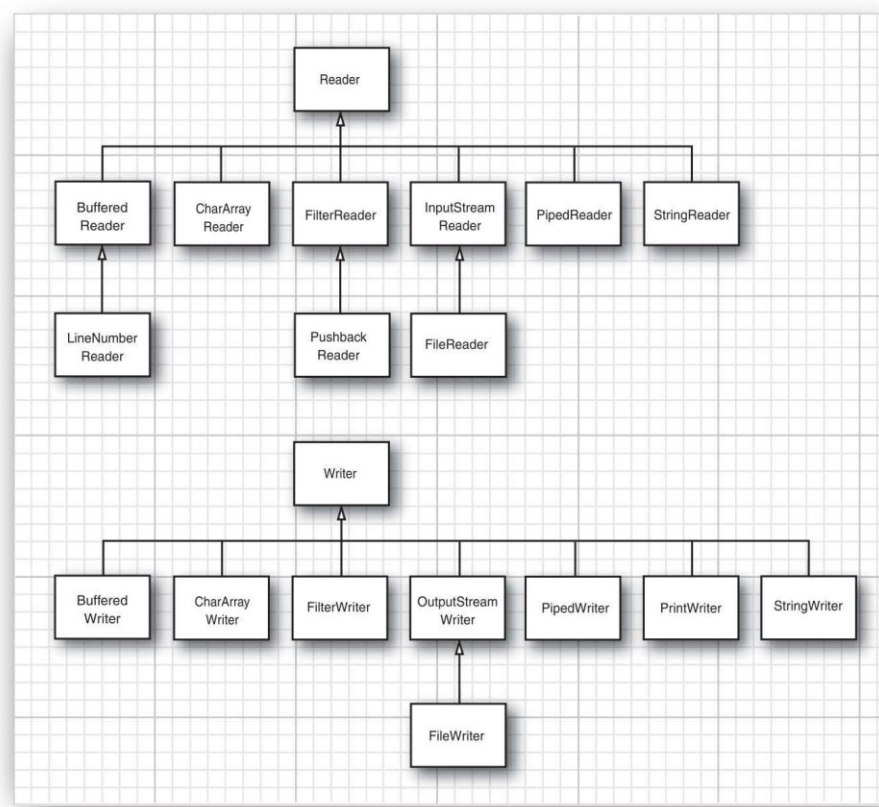 Reader
Buffered
Reader
CharArray
Reader
FilterReader
InputStream
Reader
PipedReader
StringReader
LineNumber
Reader
Pushback
Reader
FileReader
Writer
Buffered
Writer
CharArray
Writer
FilterWriter
OutputStream
Writer
PipedWriter
PrintWriter
StringWriter
FileWriter